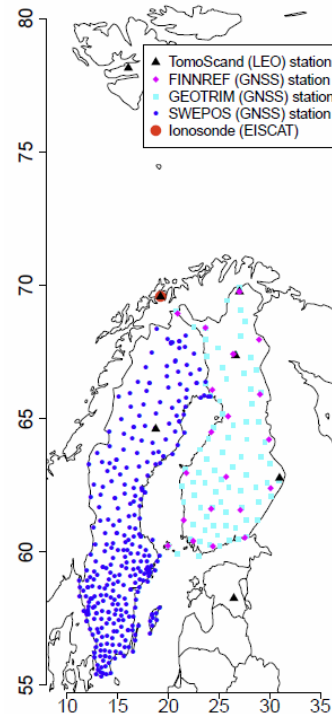 80
TomoScand (LEO) station
FINNREF (GNSS) station
GEOTRIM (GNSS) station
SWEPOS (GNSS) station
Ionosonde (EISCAT)
75
70
65
60
55
10 15 20 25 30 35